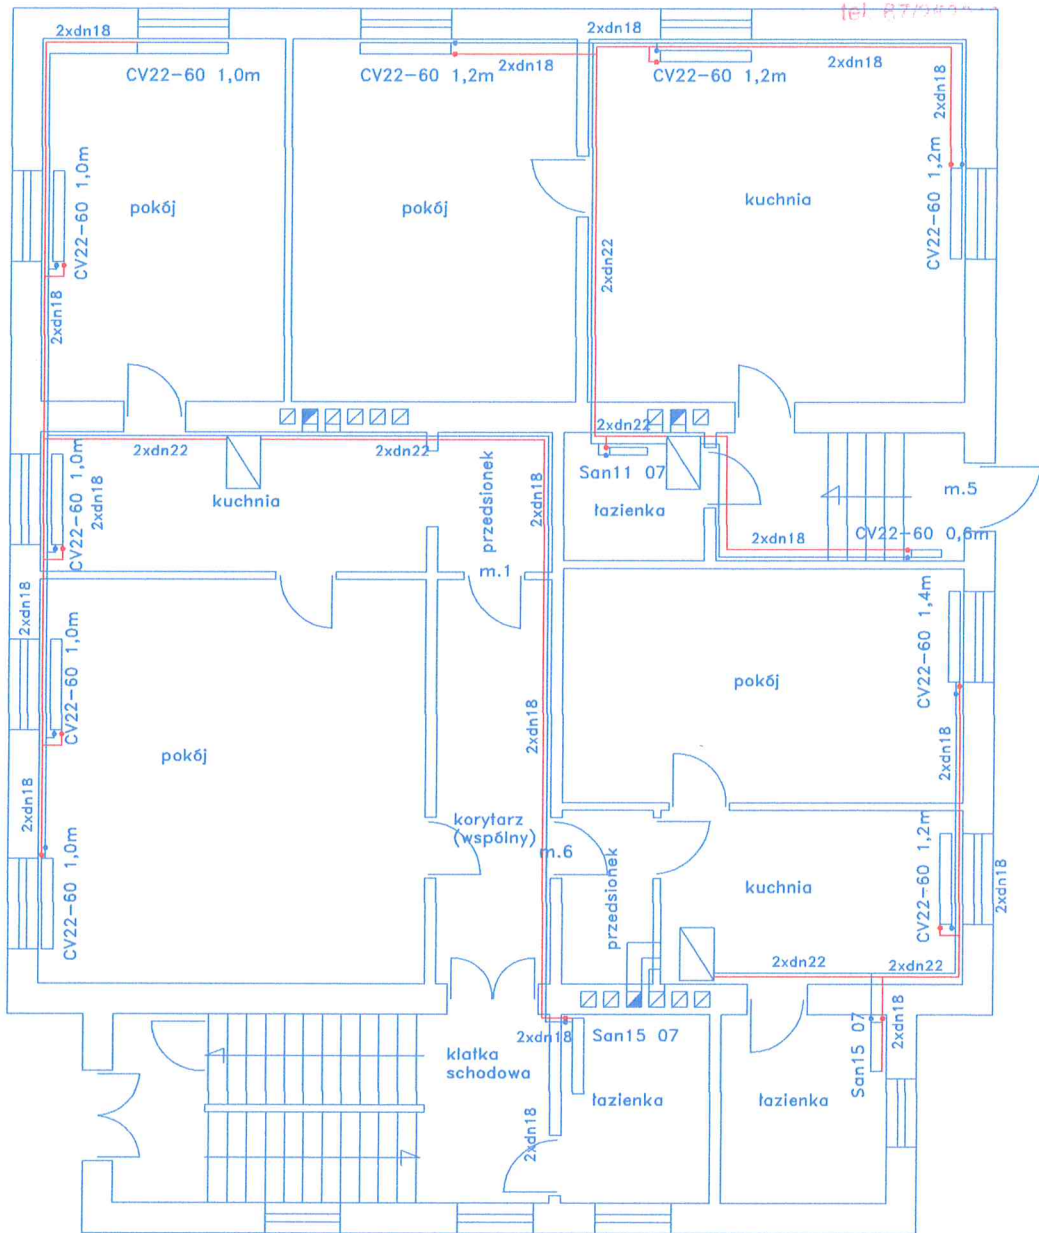 tel.
2xdn18
2xdn18
CV22-60 1,0m
2xdn18
CV22-60 1,2m
CV22-60 1,2m
2xdn18
2xdn18
CV22-60 1,0m
pokój
pokój
kuchnia
CV22-60 1,2m
2xdn18
2xdn22
2xdn22
2xdn22
2xdn22
kuchnia
CV22-60 1,0m
2xdn18
przedsionek
2xdn18
San11 07
łazienka
m.5
2xdn18
CV22-60 0,6m
m.1
2xdn18
CV22-60 1,0m
pokój
2xdn18
pokój
CV22-60 1,4m
2xdn18
2xdn18
korytarz
(wspólny)
m.6
przedsionek
kuchnia
CV22-60 1,2m
2xdn18
CV22-60 1,0m
2xdn22
2xdn22
2xdn18
San15 07
klatka
schodowa
San15 07
2xdn18
łazienka
łazienka
2xdn18